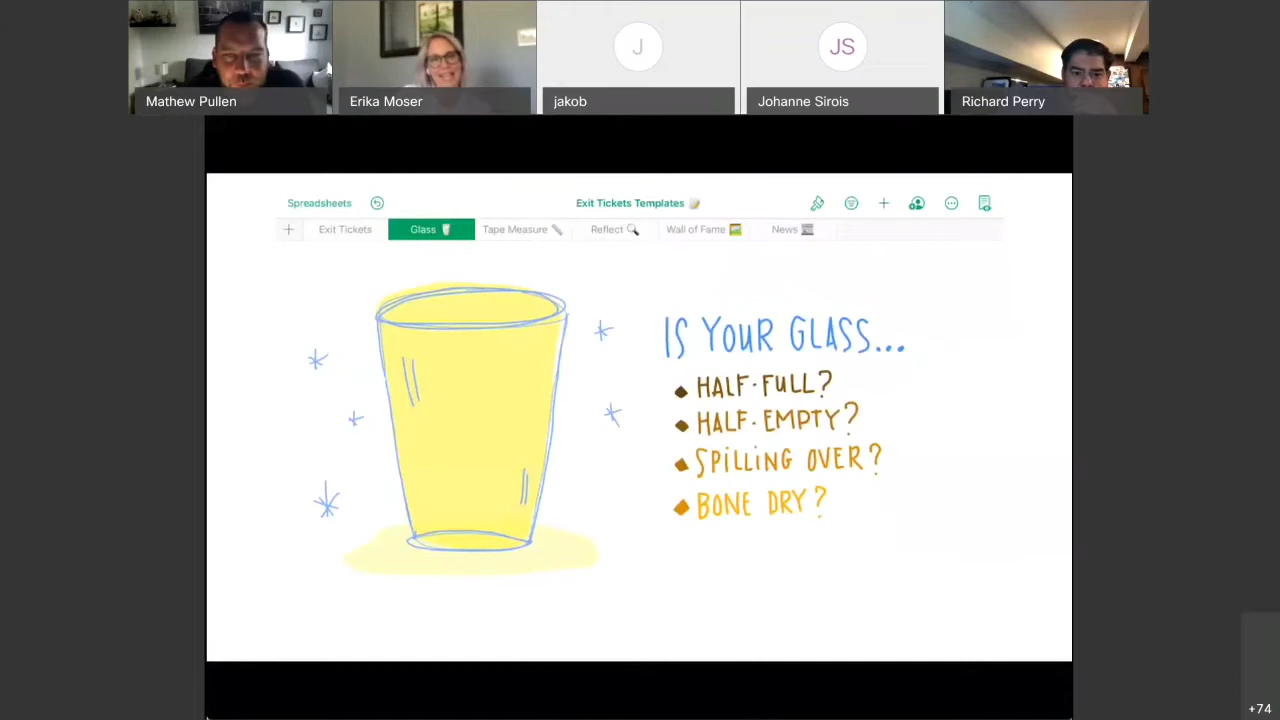 J
JS
Mathew Pullen
Erika Moser
jakob
Johanne Sirois
Richard Perry
Spreadsheets
Exit Tickets Templates
Exit Tickets
Glass
Tape Measure
Reflect
Wall of Fame
News
IS YOUR GLASS...
HALF-FULL?
HALF-EMPTY?
SPILLING OVER?
BONE DRY?
+74